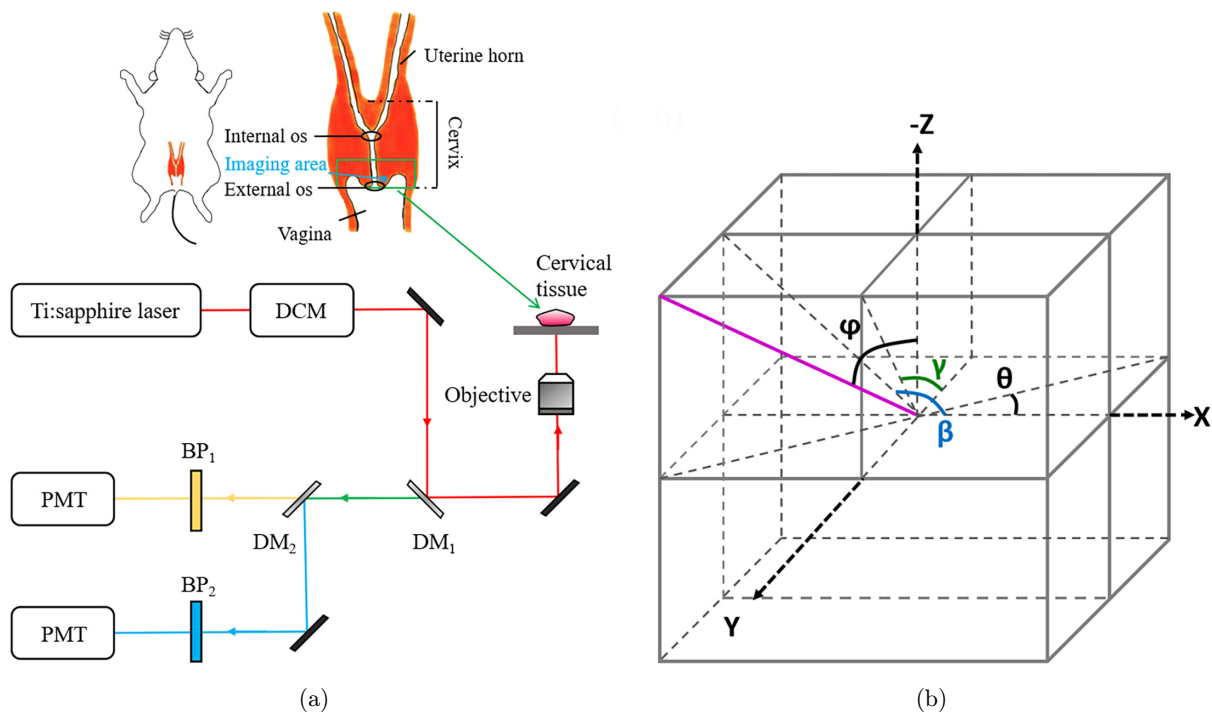 Uterine horn
Internal os
Imaging area
External os
Cervix
Vagina
Cervical
tissue
Ti:sapphire laser
DCM
Objective
BP₁
PMT
DM₂
DM₁
BP₂
PMT
(a)
-Z
φ
γ
θ
β
X
Y
(b)